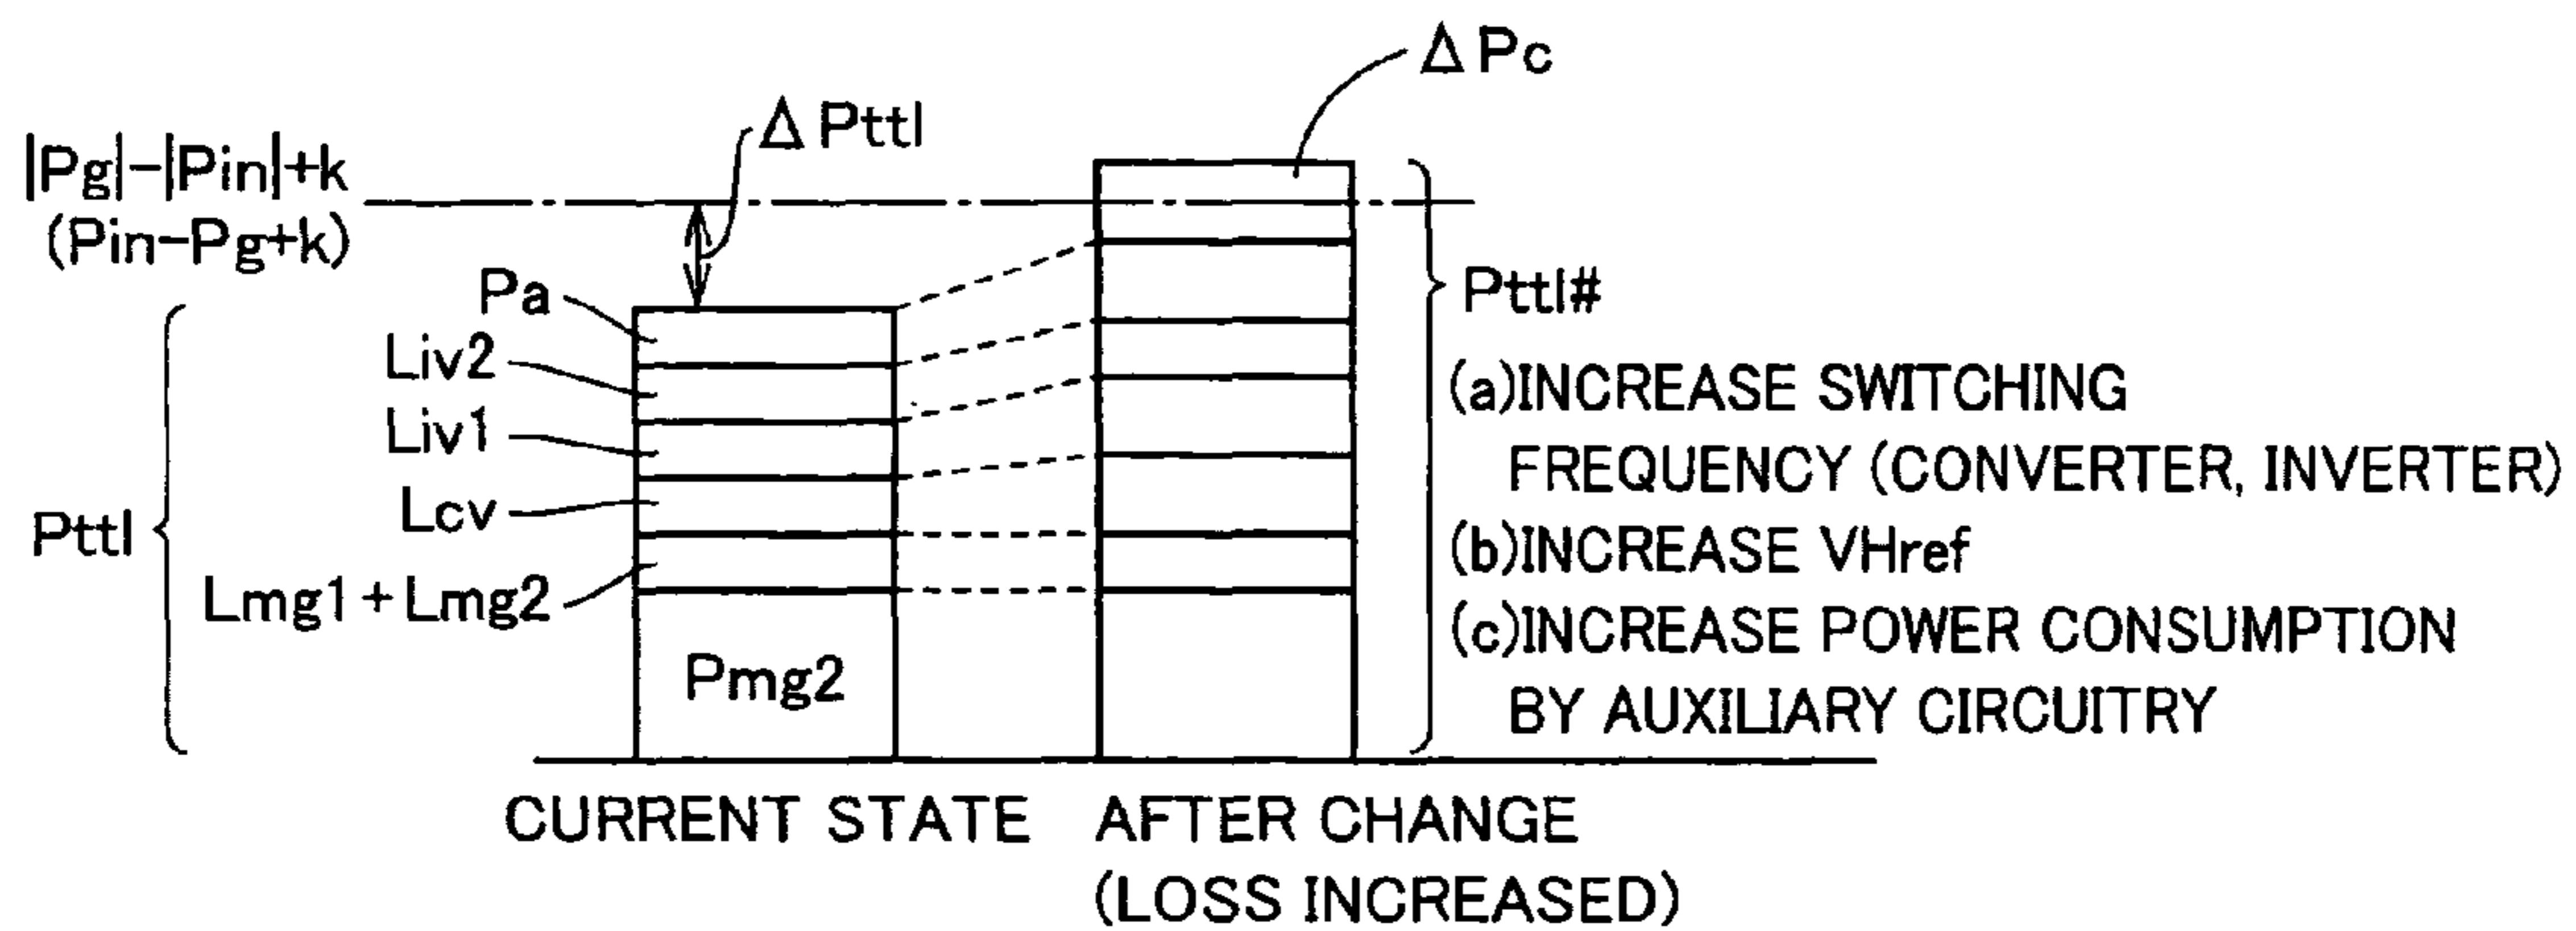 ΔPc
ΔPttl
|Pg|-|Pin|+k
(Pin-Pg+k)
Pa
Liv2
Liv1
Lcv
Lmg1+Lmg2
Pmg2
Pttl
Pttl#
(a)INCREASE SWITCHING
FREQUENCY (CONVERTER, INVERTER)
(b)INCREASE VHref
(c)INCREASE POWER CONSUMPTION
BY AUXILIARY CIRCUITRY
CURRENT STATE
AFTER CHANGE
(LOSS INCREASED)